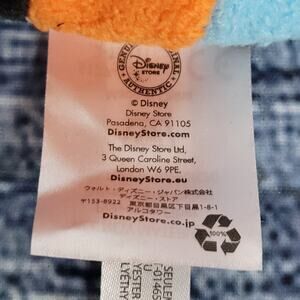 GENUINE ORIGINAL
Disney
STORE
AUTHENTIC
© Disney
Disney Store
Pasadena, CA 91105
DisneyStore.com
The Disney Store Ltd,
3 Queen Caroline Street,
London W6 9PE.
DisneyStore.eu
ウォルト・ディズニー・ジャパン株式会社
ディズニー・ストア
〒153-8922 東京都目黒区下目黒1-8-1
アルコタワー
DisneyStore.co.jp
100%